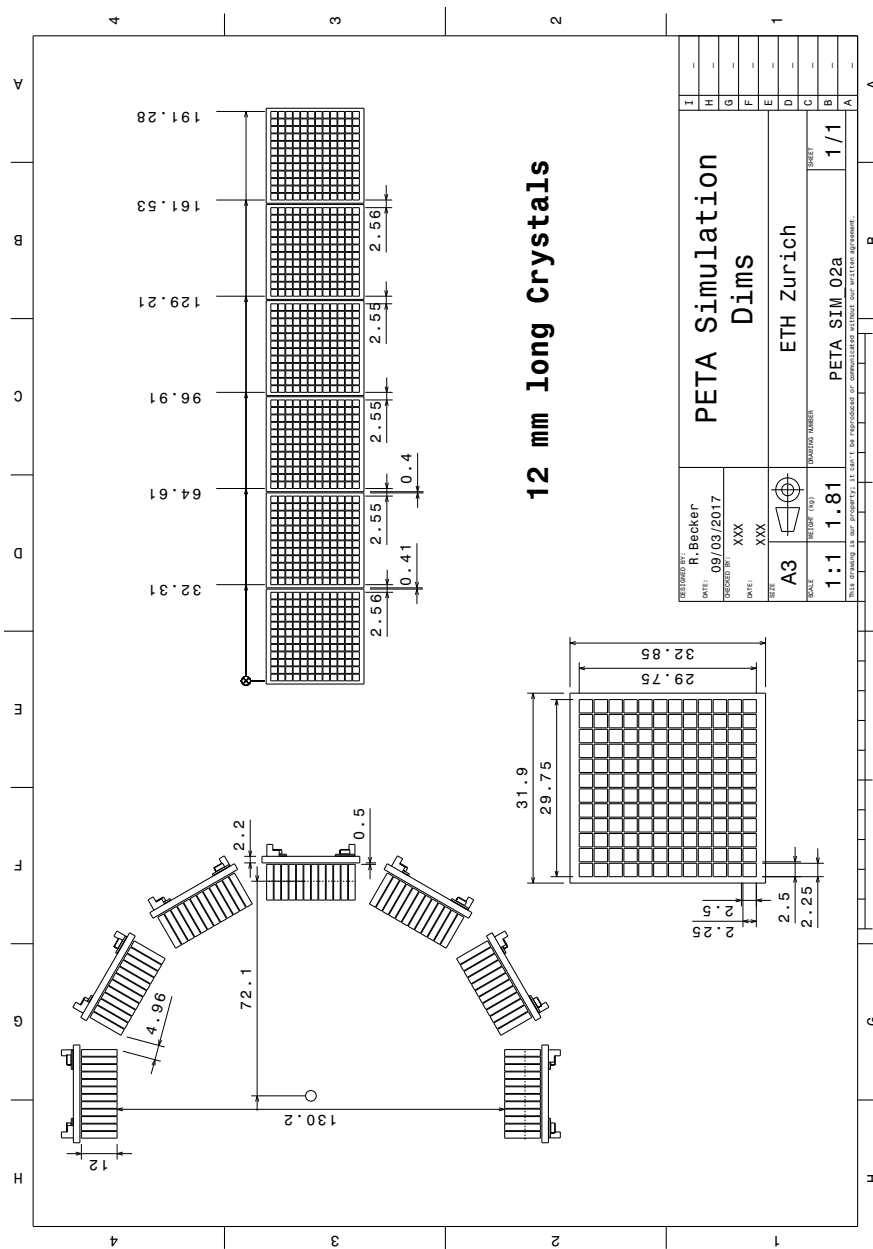 4
3
2
1
A
B
C
D
E
F
G
H
191.28
161.53
129.21
96.91
64.61
32.31
2.56
2.55
2.55
2.55
2.56
0.4
0.41
12 mm long Crystals
2.2
0.5
72.1
4.96
130.2
12
31.9
29.75
32.85
29.75
2.5
2.25
2.5
2.25
DESIGNED BY:
R.Becker
DATE:
09/03/2017
CHECKED BY:
XXX
DATE:
XXX
SIZE
A3
SCALE
1:1
WEIGHT (kg)
1.81
PETA Simulation
Dims
ETH Zurich
DRAWING NUMBER
PETA SIM_02a
SHEET
1/1
I –
H –
G –
F –
E –
D –
C –
B –
A –
This drawing is our property; it can't be reproduced or communicated without our written agreement.
A
B
G
H
4
3
2
1